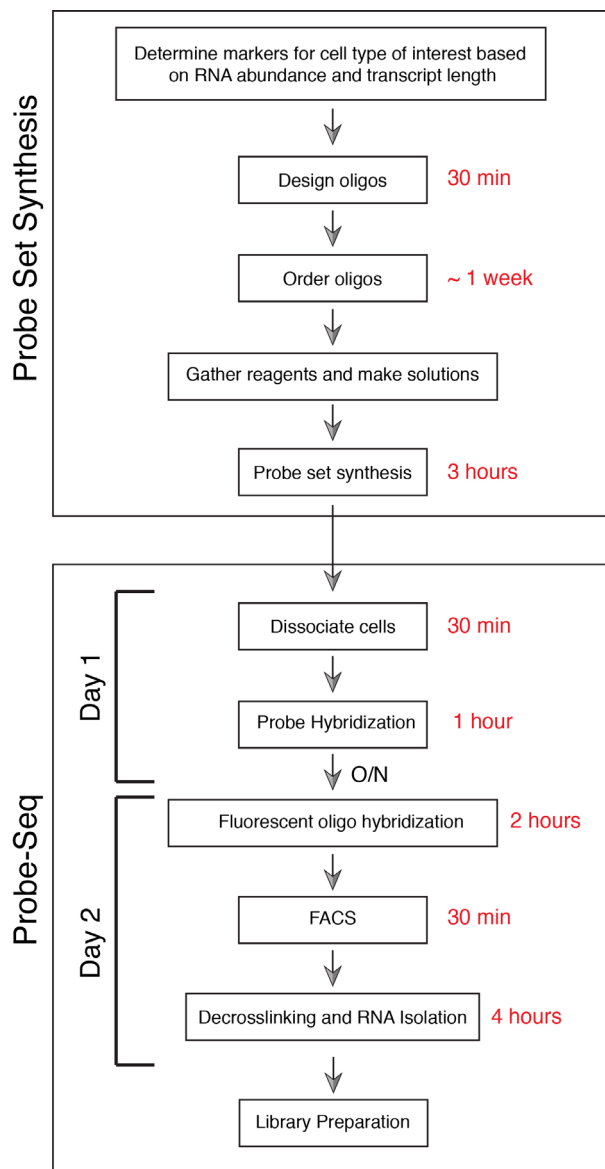 Probe Set Synthesis
Determine markers for cell type of interest based
on RNA abundance and transcript length
Design oligos
30 min
Order oligos
~ 1 week
Gather reagents and make solutions
Probe set synthesis
3 hours
Probe-Seq
Day 1
Dissociate cells
30 min
Probe Hybridization
1 hour
O/N
Day 2
Fluorescent oligo hybridization
2 hours
FACS
30 min
Decrosslinking and RNA Isolation
4 hours
Library Preparation